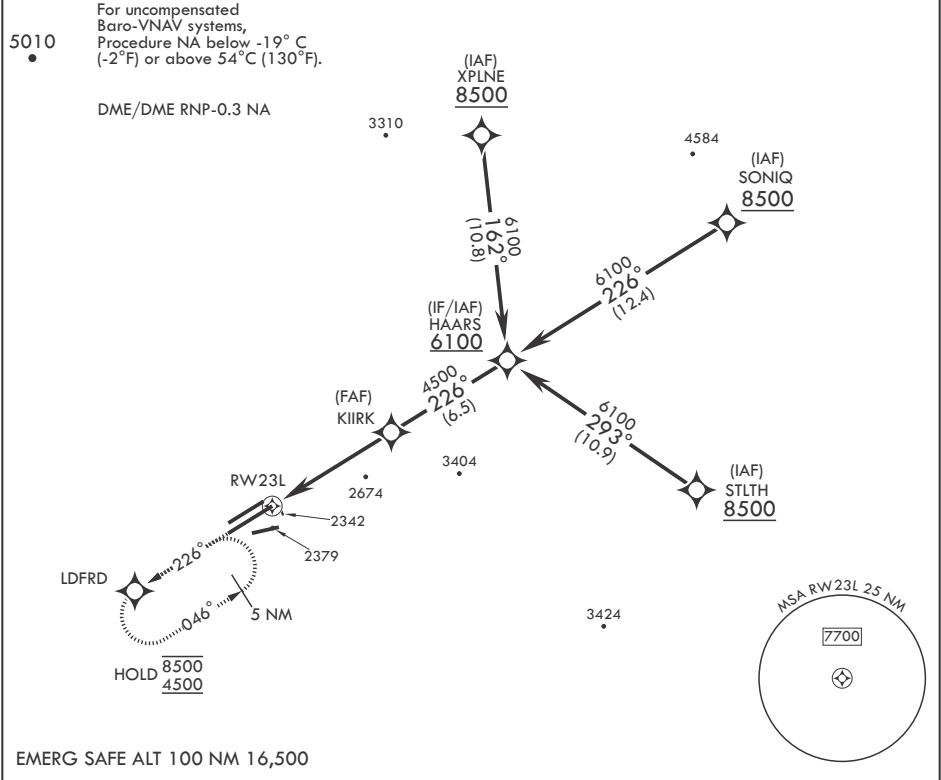 For uncompensated
Baro-VNAV systems,
Procedure NA below -19° C
(-2°F) or above 54°C (130°F).
5010
DME/DME RNP-0.3 NA
(IAF)
XPLNE
8500
3310
4584
(IAF)
SONIQ
8500
6100
162°
(10.8)
6100
226°
(12.4)
(IF/IAF)
HAARS
6100
4500
226°
(6.5)
(FAF)
KIIRK
6100
293°
(10.9)
3404
(IAF)
STLTH
8500
RW23L
2674
2342
2379
226°
LDFRD
046°
5 NM
HOLD 8500
4500
3424
MSA RW23L 25 NM
7700
EMERG SAFE ALT 100 NM 16,500